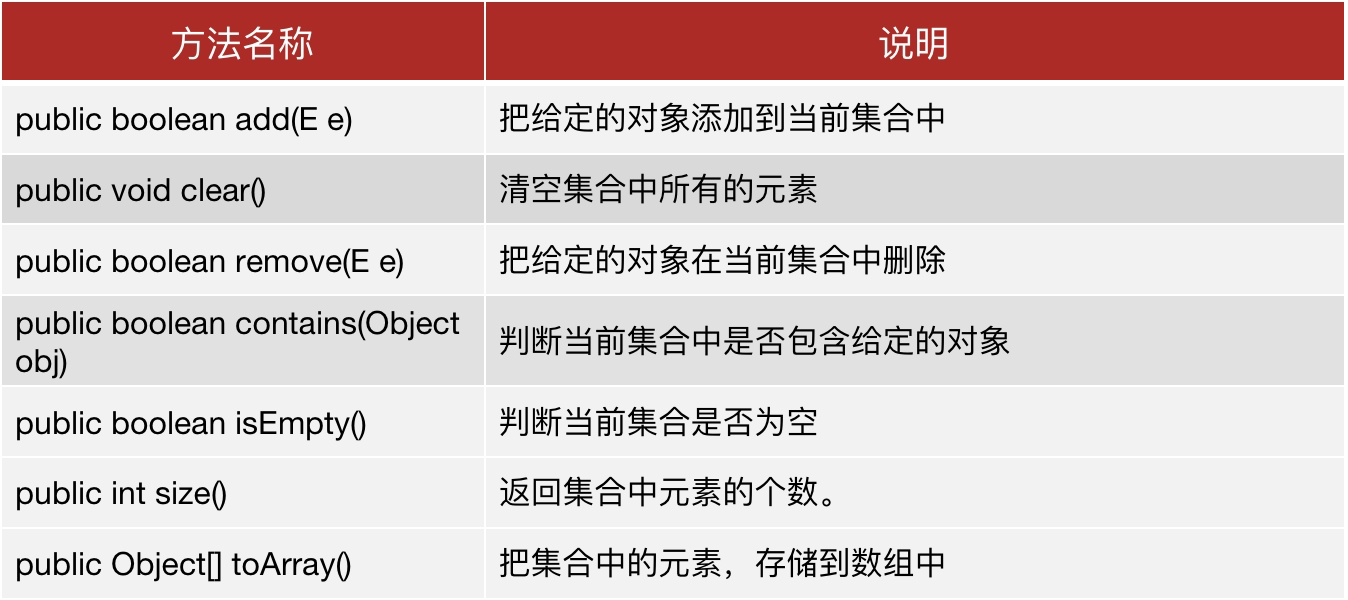 方法名称
说明
public boolean add(E e)
把给定的对象添加到当前集合中
public void clear()
清空集合中所有的元素
public boolean remove(E e)
把给定的对象在当前集合中删除
public boolean contains(Object
obj)
判断当前集合中是否包含给定的对象
public boolean isEmpty()
判断当前集合是否为空
public int size()
返回集合中元素的个数。
public Object[] toArray()
把集合中的元素，存储到数组中